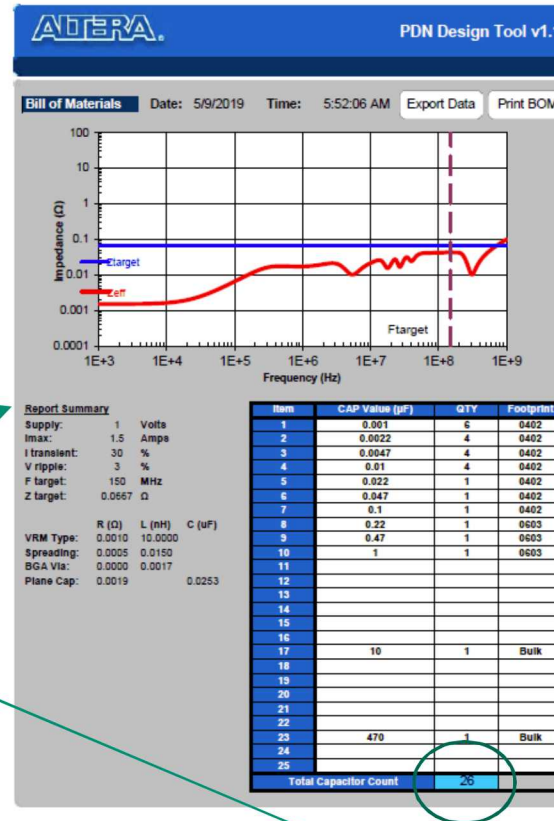 ALTERA.
PDN Design Tool v1.1
Bill of Materials Date: 5/9/2019 Time: 5:52:06 AM Export Data Print BOM
100
10
1
0.1
0.01
0.001
0.0001
Impedance (Ω)
Ztarget
Zeff
Ftarget
1E+3 1E+4 1E+5 1E+6 1E+7 1E+8 1E+9
Frequency (Hz)
Report Summary
Supply: 1 Volts
Imax: 1.5 Amps
I transient: 30 %
V ripple: 3 %
F target: 150 MHz
Z target: 0.0667 Ω
R (Ω) L (nH) C (uF)
VRM Type: 0.0010 10.0000
Spreading: 0.0005 0.0150
BGA Via: 0.0000 0.0017
Plane Cap: 0.0019 0.0253
Item CAP Value (µF) QTY Footprint
1 0.001 6 0402
2 0.0022 4 0402
3 0.0047 4 0402
4 0.01 4 0402
5 0.022 1 0402
6 0.047 1 0402
7 0.1 1 0402
8 0.22 1 0603
9 0.47 1 0603
10 1 1 0603
11
12
13
14
15
16
17 10 1 Bulk
18
19
20
21
22
23 470 1 Bulk
24
25
Total Capacitor Count 26